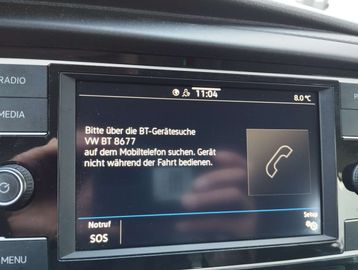 11:04
8.0 °C
RADIO
MEDIA
MENU
Bitte über die BT-Gerätesuche
VW BT 8677
auf dem Mobiltelefon suchen. Gerät
nicht während der Fahrt bedienen.
Notruf
SOS
Setup